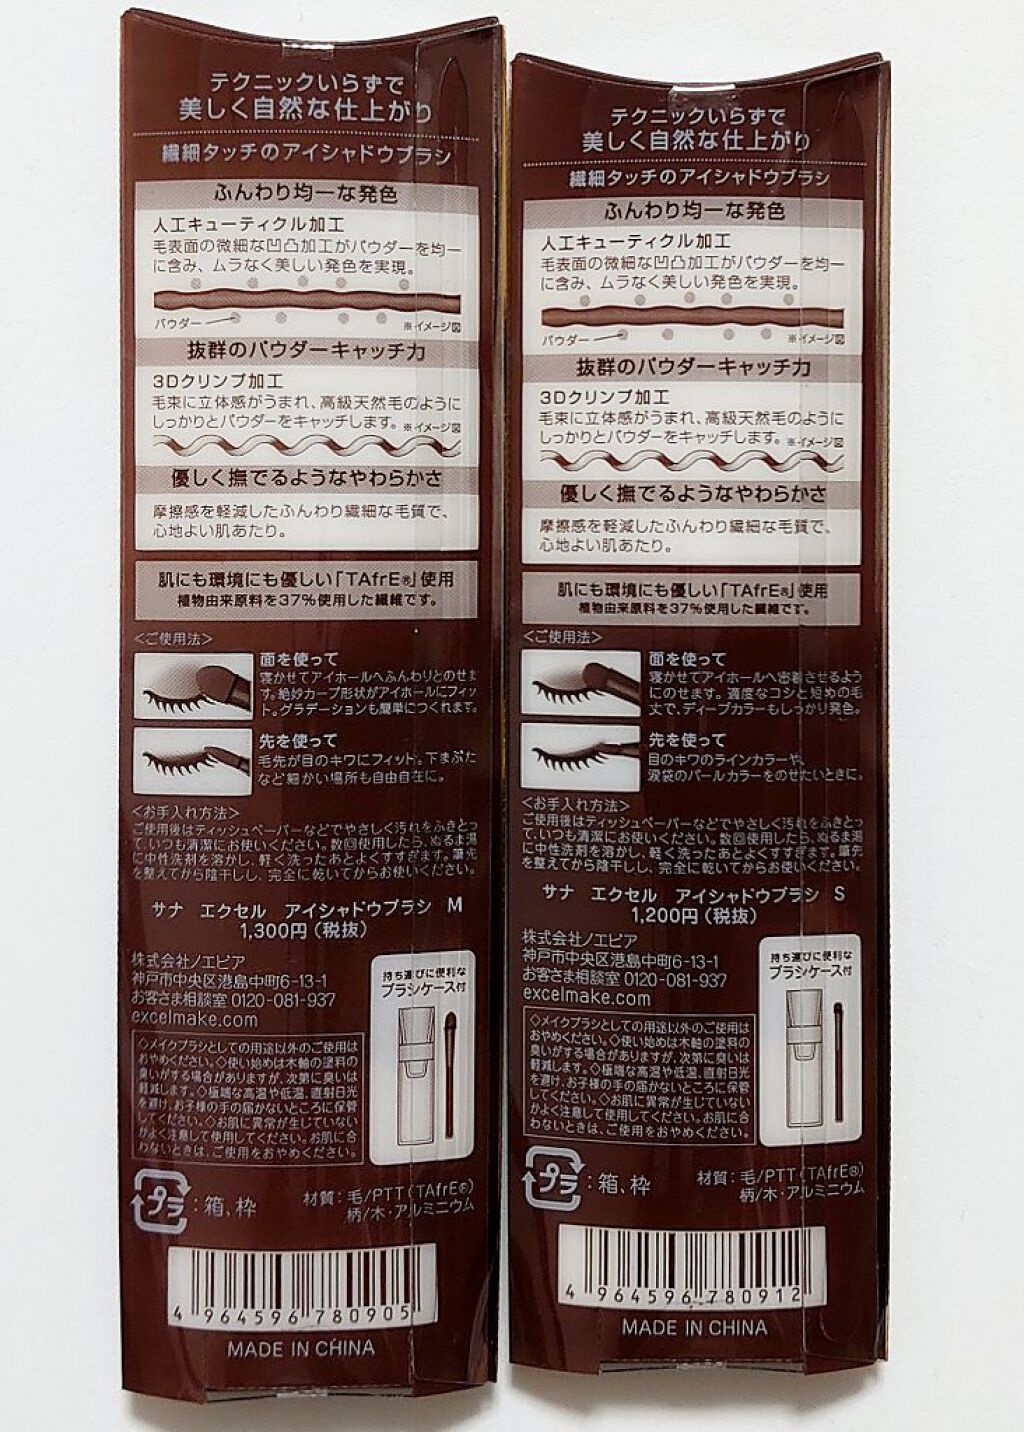 テクニックいらずで
美しく自然な仕上がり
繊細タッチのアイシャドウブラシ
ふんわり均一な発色
人工キューティクル加工
毛表面の微細な凹凸加工がパウダーを均一
に含み、ムラなく美しい発色を実現。
パウダー
※イメージ図
抜群のパウダーキャッチ力
3Dクリンプ加工
毛束に立体感がうまれ、高級天然毛のように
しっかりとパウダーをキャッチします。※イメージ図
優しく撫でるようなやわらかさ
摩擦感を軽減したふんわり繊細な毛質で、
心地よい肌あたり。
肌にも環境にも優しい「TAfrE®」使用
植物由来原料を37%使用した繊維です。
<ご使用法>
面を使って
寝かせてアイホールへふんわりとのせま
す。絶妙カーブ形状がアイホールにフィッ
ト。グラデーションも簡単につくれます。
先を使って
毛先が目のキワにフィット。下まぶた
など細かい場所も自由自在に。
<お手入れ方法>
ご使用後はティッシュペーパーなどでやさしく汚れをふきとっ
て、いつも清潔にお使いください。数回使用したら、ぬるま湯
に中性洗剤を溶かし、軽く洗ったあとよくすすぎます。筆先
を整えてから陰干しし、完全に乾いてからお使いください。
サナ エクセル アイシャドウブラシ M
1,300円（税抜）
株式会社ノエビア
神戸市中央区港島中町6-13-1
お客さま相談室 0120-081-937
excelmake.com
◇メイクブラシとしての用途以外のご使用は
おやめください。◇使い始めは木軸の塗料の
臭いがする場合がありますが、次第に臭いは
軽減します。◇極端な高温や低温、直射日光
を避け、お子様の手の届かないところに保管
してください。◇お肌に異常が生じていない
かよく注意して使用してください。お肌に合
わないときは、ご使用をおやめください。
持ち運びに便利な
ブラシケース付
プラ
：箱、枠
材質：毛/PTT（TAfrE®）
柄/木・アルミニウム
4 964596 780905
MADE IN CHINA
テクニックいらずで
美しく自然な仕上がり
繊細タッチのアイシャドウブラシ
ふんわり均一な発色
人工キューティクル加工
毛表面の微細な凹凸加工がパウダーを均一
に含み、ムラなく美しい発色を実現。
パウダー
※イメージ図
抜群のパウダーキャッチ力
3Dクリンプ加工
毛束に立体感がうまれ、高級天然毛のように
しっかりとパウダーをキャッチします。※イメージ図
優しく撫でるようなやわらかさ
摩擦感を軽減したふんわり繊細な毛質で、
心地よい肌あたり。
肌にも環境にも優しい「TAfrE®」使用
植物由来原料を37%使用した繊維です。
<ご使用法>
面を使って
寝かせてアイホールへ密着させるよう
にのせます。適度なコシと短めの毛
丈で、ディープカラーもしっかり発色。
先を使って
目のキワのラインカラーや、
涙袋のパールカラーをのせたいときに。
<お手入れ方法>
ご使用後はティッシュペーパーなどでやさしく汚れをふきとっ
て、いつも清潔にお使いください。数回使用したら、ぬるま湯
に中性洗剤を溶かし、軽く洗ったあとよくすすぎます。筆先
を整えてから陰干しし、完全に乾いてからお使いください。
サナ エクセル アイシャドウブラシ S
1,200円（税抜）
株式会社ノエビア
神戸市中央区港島中町6-13-1
お客さま相談室 0120-081-937
excelmake.com
◇メイクブラシとしての用途以外のご使用は
おやめください。◇使い始めは木軸の塗料の
臭いがする場合がありますが、次第に臭いは
軽減します。◇極端な高温や低温、直射日光
を避け、お子様の手の届かないところに保管
してください。◇お肌に異常が生じていない
かよく注意して使用してください。お肌に合
わないときは、ご使用をおやめください。
持ち運びに便利な
ブラシケース付
プラ
：箱、枠
材質：毛/PTT（TAfrE®）
柄/木・アルミニウム
4 964596 780912
MADE IN CHINA